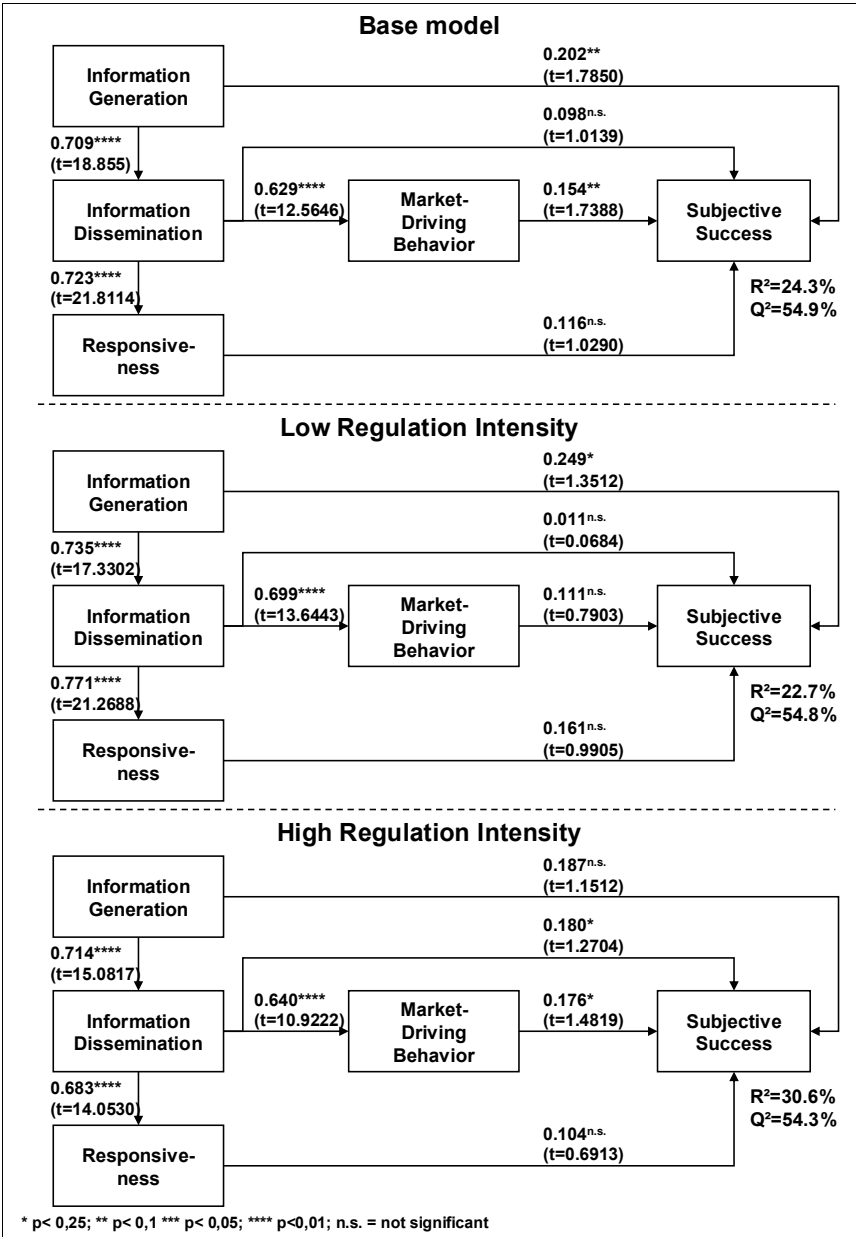 Base model
Information
Generation
0.202**
(t=1.7850)
0.098n.s.
(t=1.0139)
0.709****
(t=18.855)
Information
Dissemination
0.629****
(t=12.5646)
Market-
Driving
Behavior
0.154**
(t=1.7388)
Subjective
Success
0.723****
(t=21.8114)
R²=24.3%
Q²=54.9%
Responsive-
ness
0.116n.s.
(t=1.0290)
Low Regulation Intensity
Information
Generation
0.249*
(t=1.3512)
0.011n.s.
(t=0.0684)
0.735****
(t=17.3302)
Information
Dissemination
0.699****
(t=13.6443)
Market-
Driving
Behavior
0.111n.s.
(t=0.7903)
Subjective
Success
0.771****
(t=21.2688)
R²=22.7%
Q²=54.8%
Responsive-
ness
0.161n.s.
(t=0.9905)
High Regulation Intensity
Information
Generation
0.187n.s.
(t=1.1512)
0.180*
(t=1.2704)
0.714****
(t=15.0817)
Information
Dissemination
0.640****
(t=10.9222)
Market-
Driving
Behavior
0.176*
(t=1.4819)
Subjective
Success
0.683****
(t=14.0530)
R²=30.6%
Q²=54.3%
Responsive-
ness
0.104n.s.
(t=0.6913)
* p< 0,25; ** p< 0,1 *** p< 0,05; **** p<0,01; n.s. = not significant